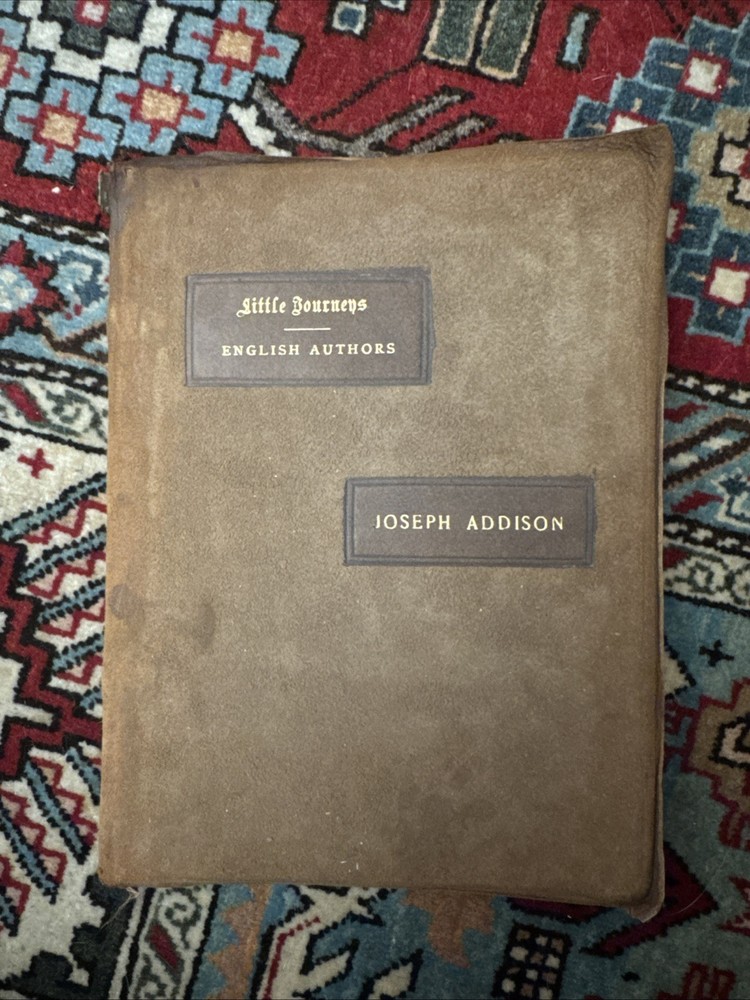 Little Journeys
ENGLISH AUTHORS
JOSEPH ADDISON